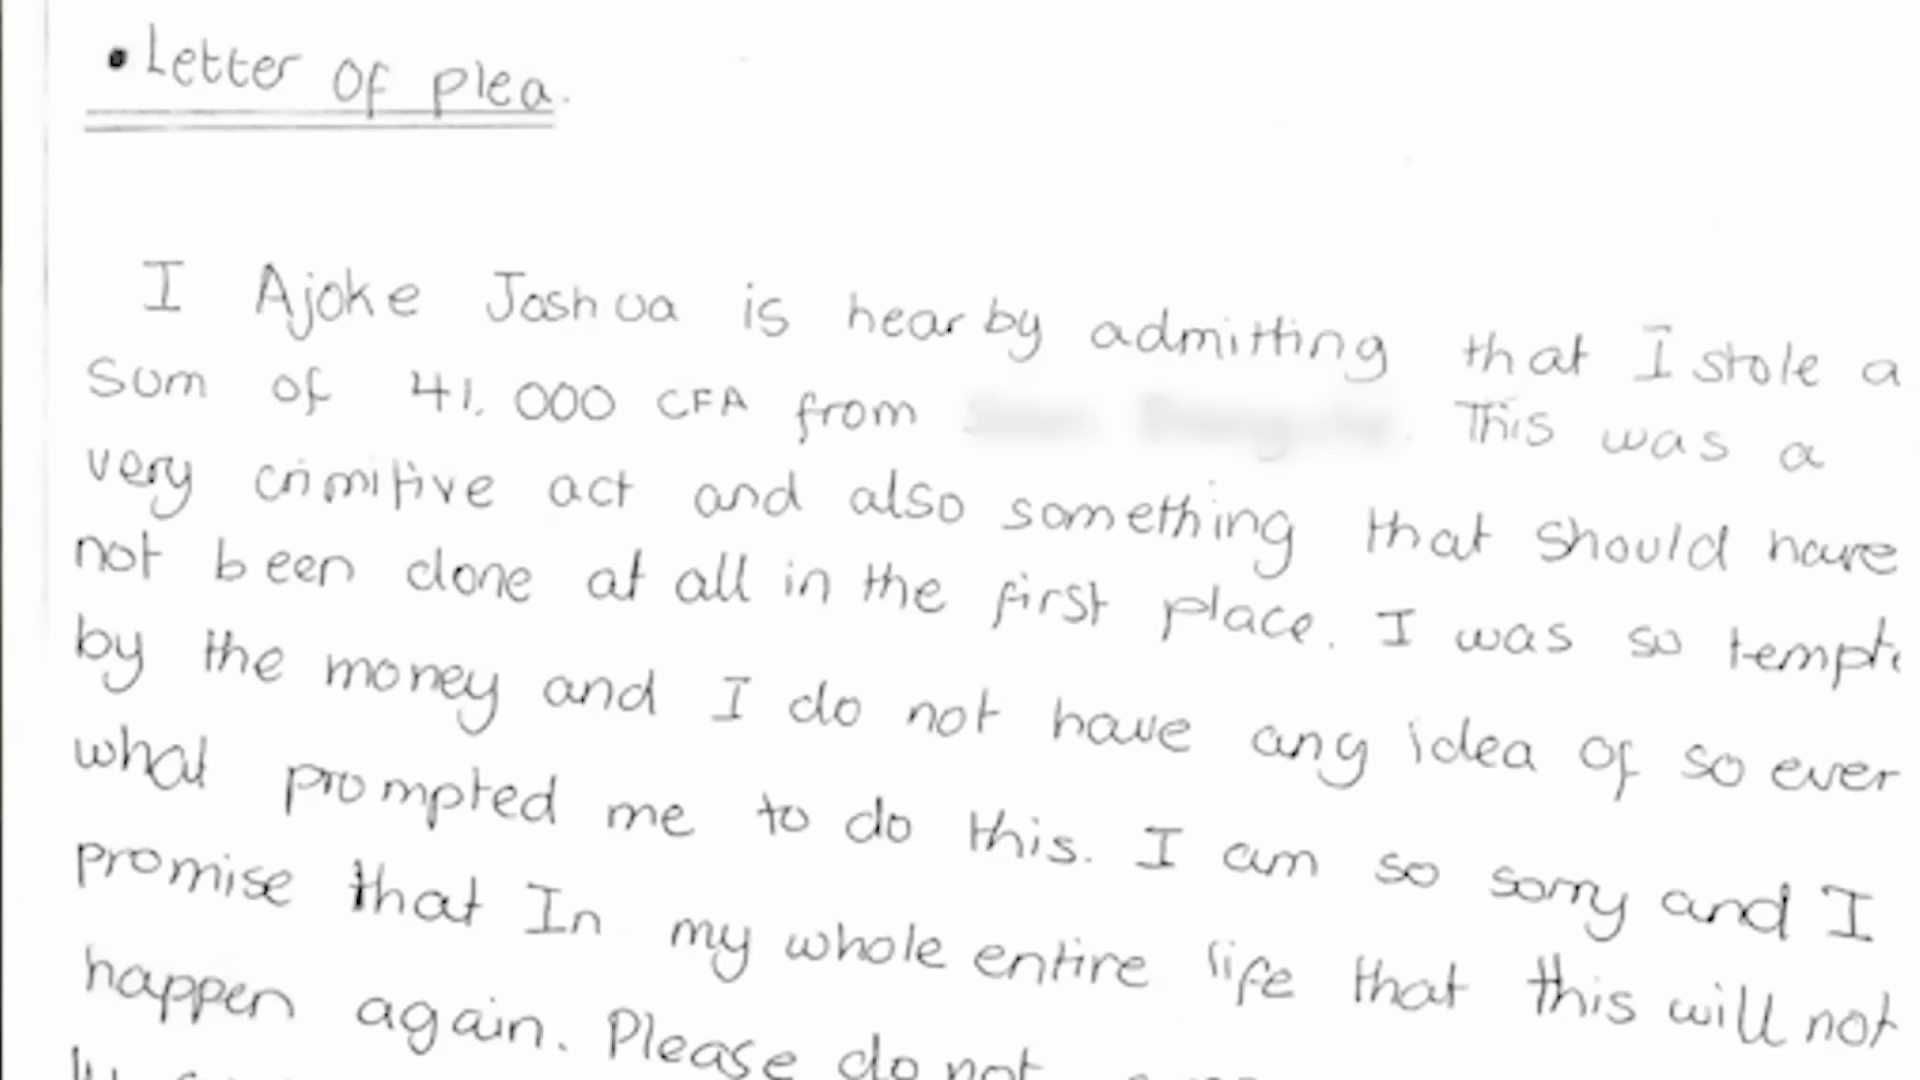 • Letter of plea.
I Ajoke Joshua is hearby admitting that I stole a
sum of 41.000 CFA from This was a
very crimitive act and also something that should have
not been done at all in the first place. I was so
by the money and I do not have any idea of so ever
what prompted me to do this. I am so sorry and I
promise that In my whole entire life that this will not
happen again. Please do not